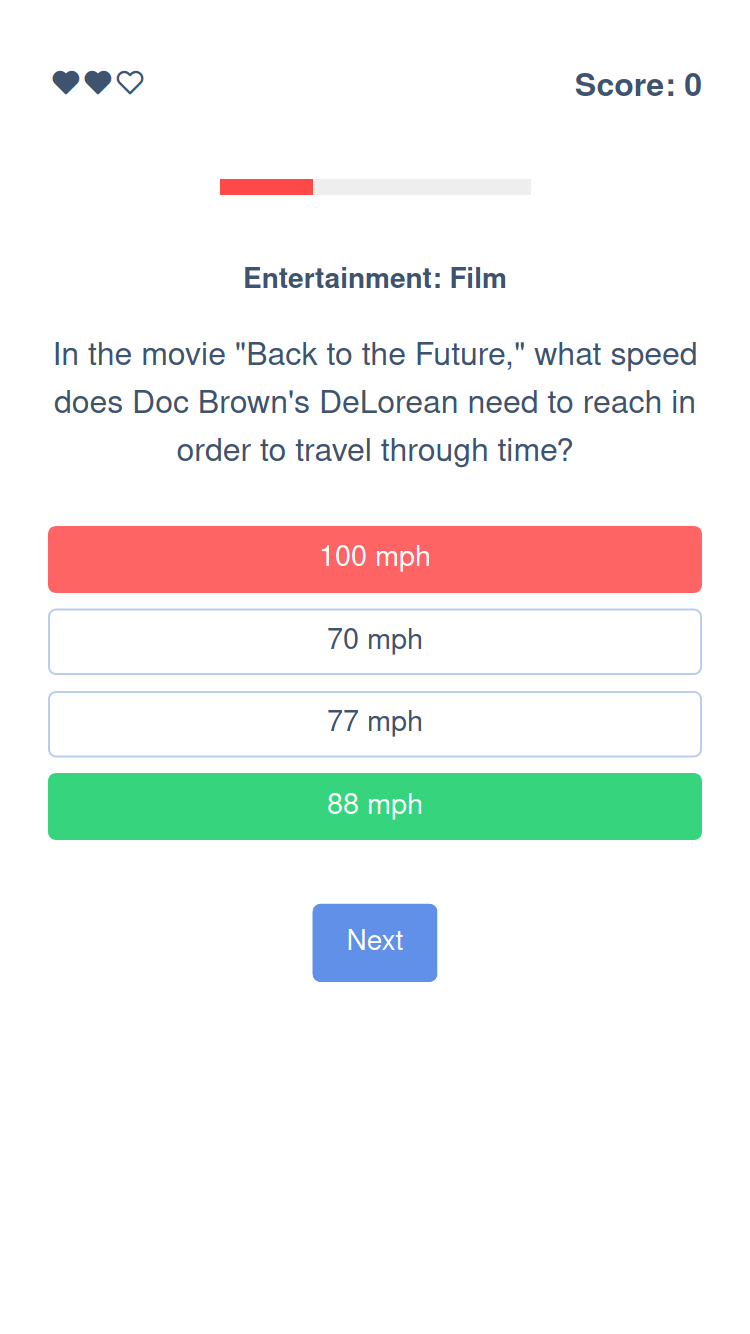 Score: 0
Entertainment: Film
In the movie "Back to the Future," what speed
does Doc Brown's DeLorean need to reach in
order to travel through time?
100 mph
70 mph
77 mph
88 mph
Next